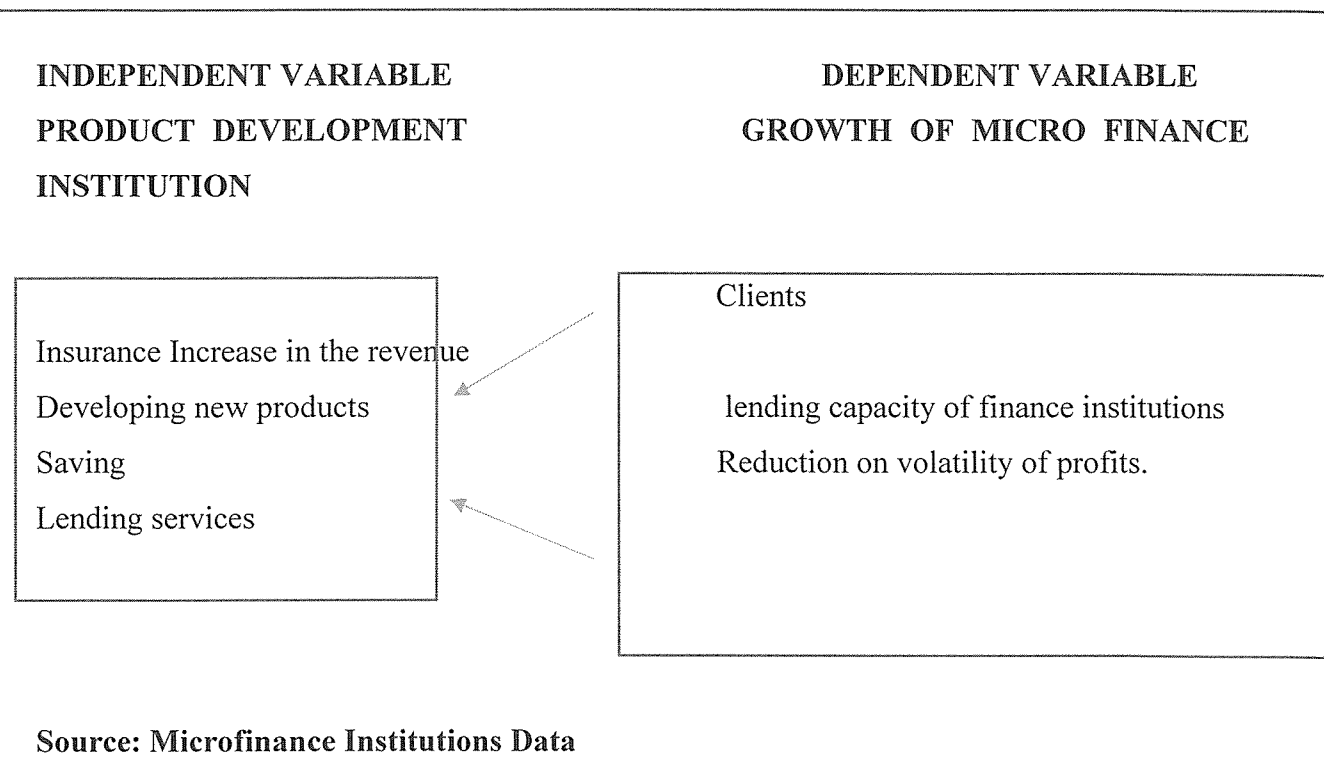 INDEPENDENT VARIABLE
PRODUCT DEVELOPMENT
INSTITUTION
DEPENDENT VARIABLE
GROWTH OF MICRO FINANCE
Insurance Increase in the revenue
Developing new products
Saving
Lending services
Clients
lending capacity of finance institutions
Reduction on volatility of profits.
Source: Microfinance Institutions Data